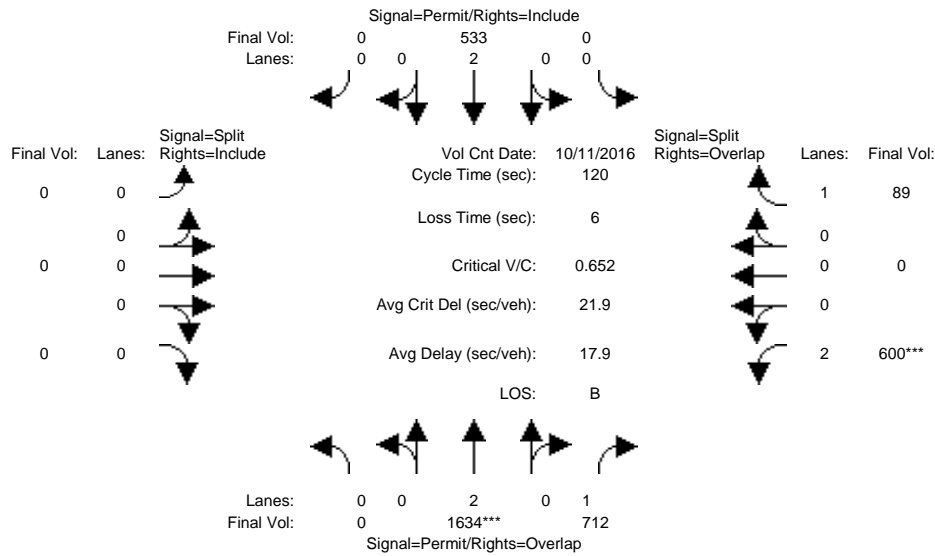 Signal=Permit/Rights=Include
Final Vol: 0 533 0
Lanes: 0 0 2 0 0
Signal=Split Signal=Split
Final Vol: Lanes: Rights=Include Vol Cnt Date: 10/11/2016 Rights=Overlap Lanes: Final Vol:
Cycle Time (sec): 120
0 0 1 89
Loss Time (sec): 6
0 0
0 0 Critical V/C: 0.652 0 0
0 Avg Crit Del (sec/veh): 21.9 0
0 0 Avg Delay (sec/veh): 17.9 2 600***
LOS: B
Lanes: 0 0 2 0 1
Final Vol: 0 1634*** 712
Signal=Permit/Rights=Overlap